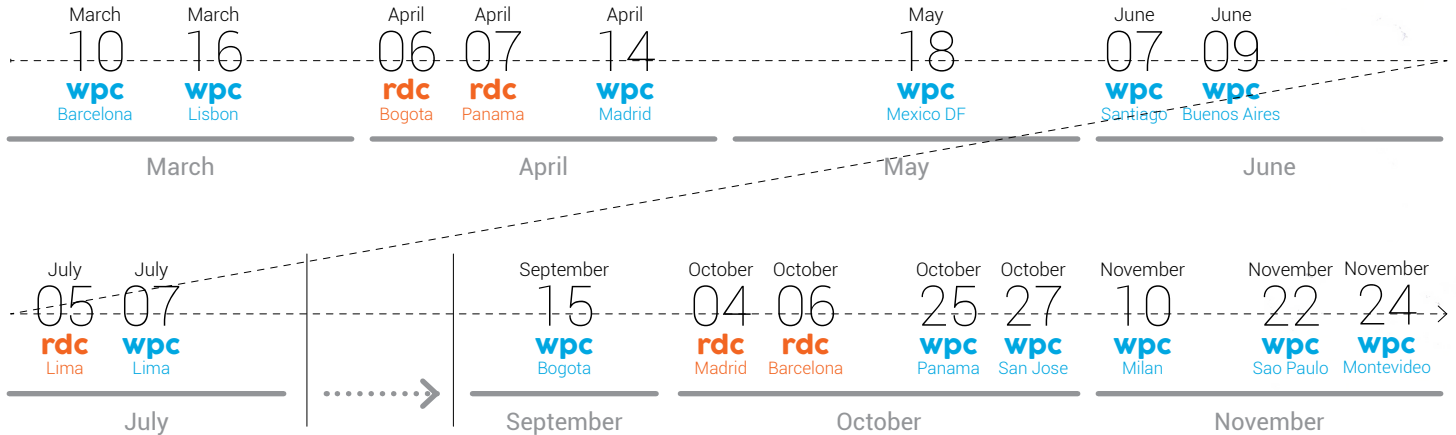 March April April April May June June
March
10 16 06 07 14 18 07 09
wpc wpc rdc rdc wpc wpc wpc wpc
Barcelona Lisbon Bogota Panama Madrid Mexico DF Santiago Buenos Aires
March April May June
July July September October October October October November November November
05 07 15 04 06 25 27 10 22 24
rdc wpc wpc rdc rdc wpc wpc wpc wpc wpc
Lima Lima Bogota Madrid Barcelona Panama San Jose Milan Sao Paulo Montevideo
July September October November